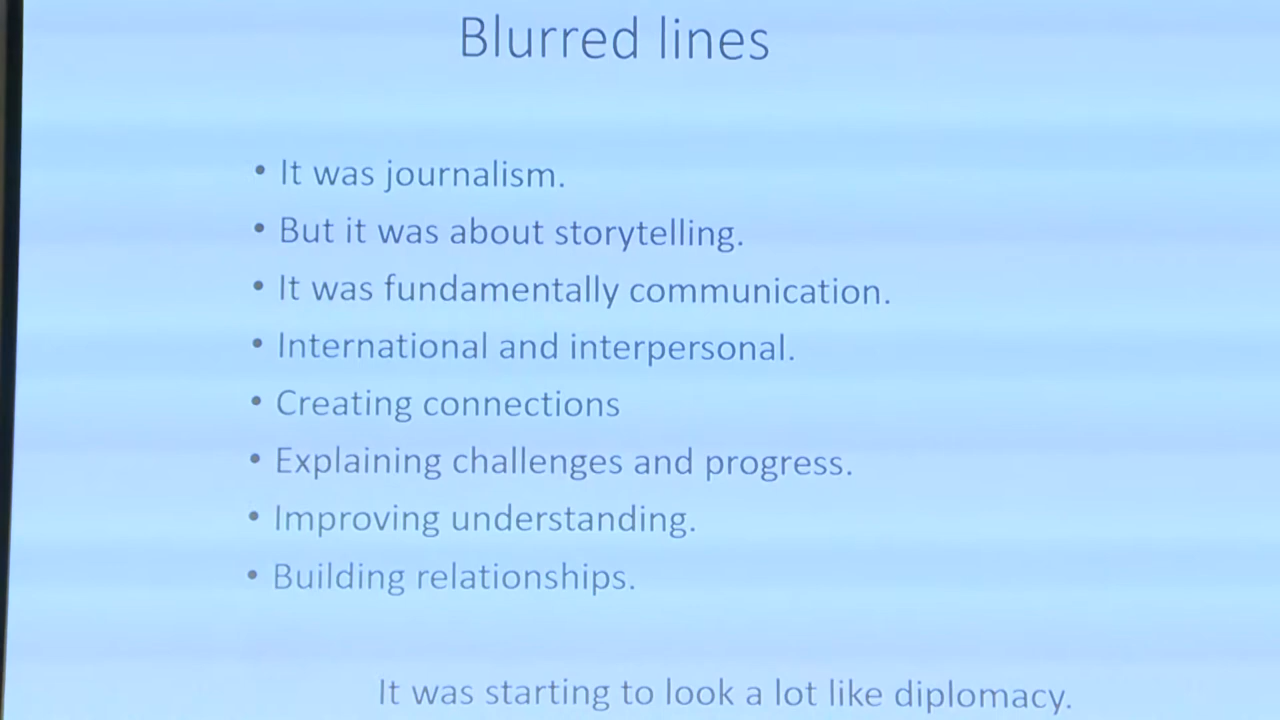 Blurred lines
• It was journalism.
• But it was about storytelling.
• It was fundamentally communication.
• International and interpersonal.
• Creating connections
• Explaining challenges and progress.
• Improving understanding.
• Building relationships.
It was starting to look a lot like diplomacy.